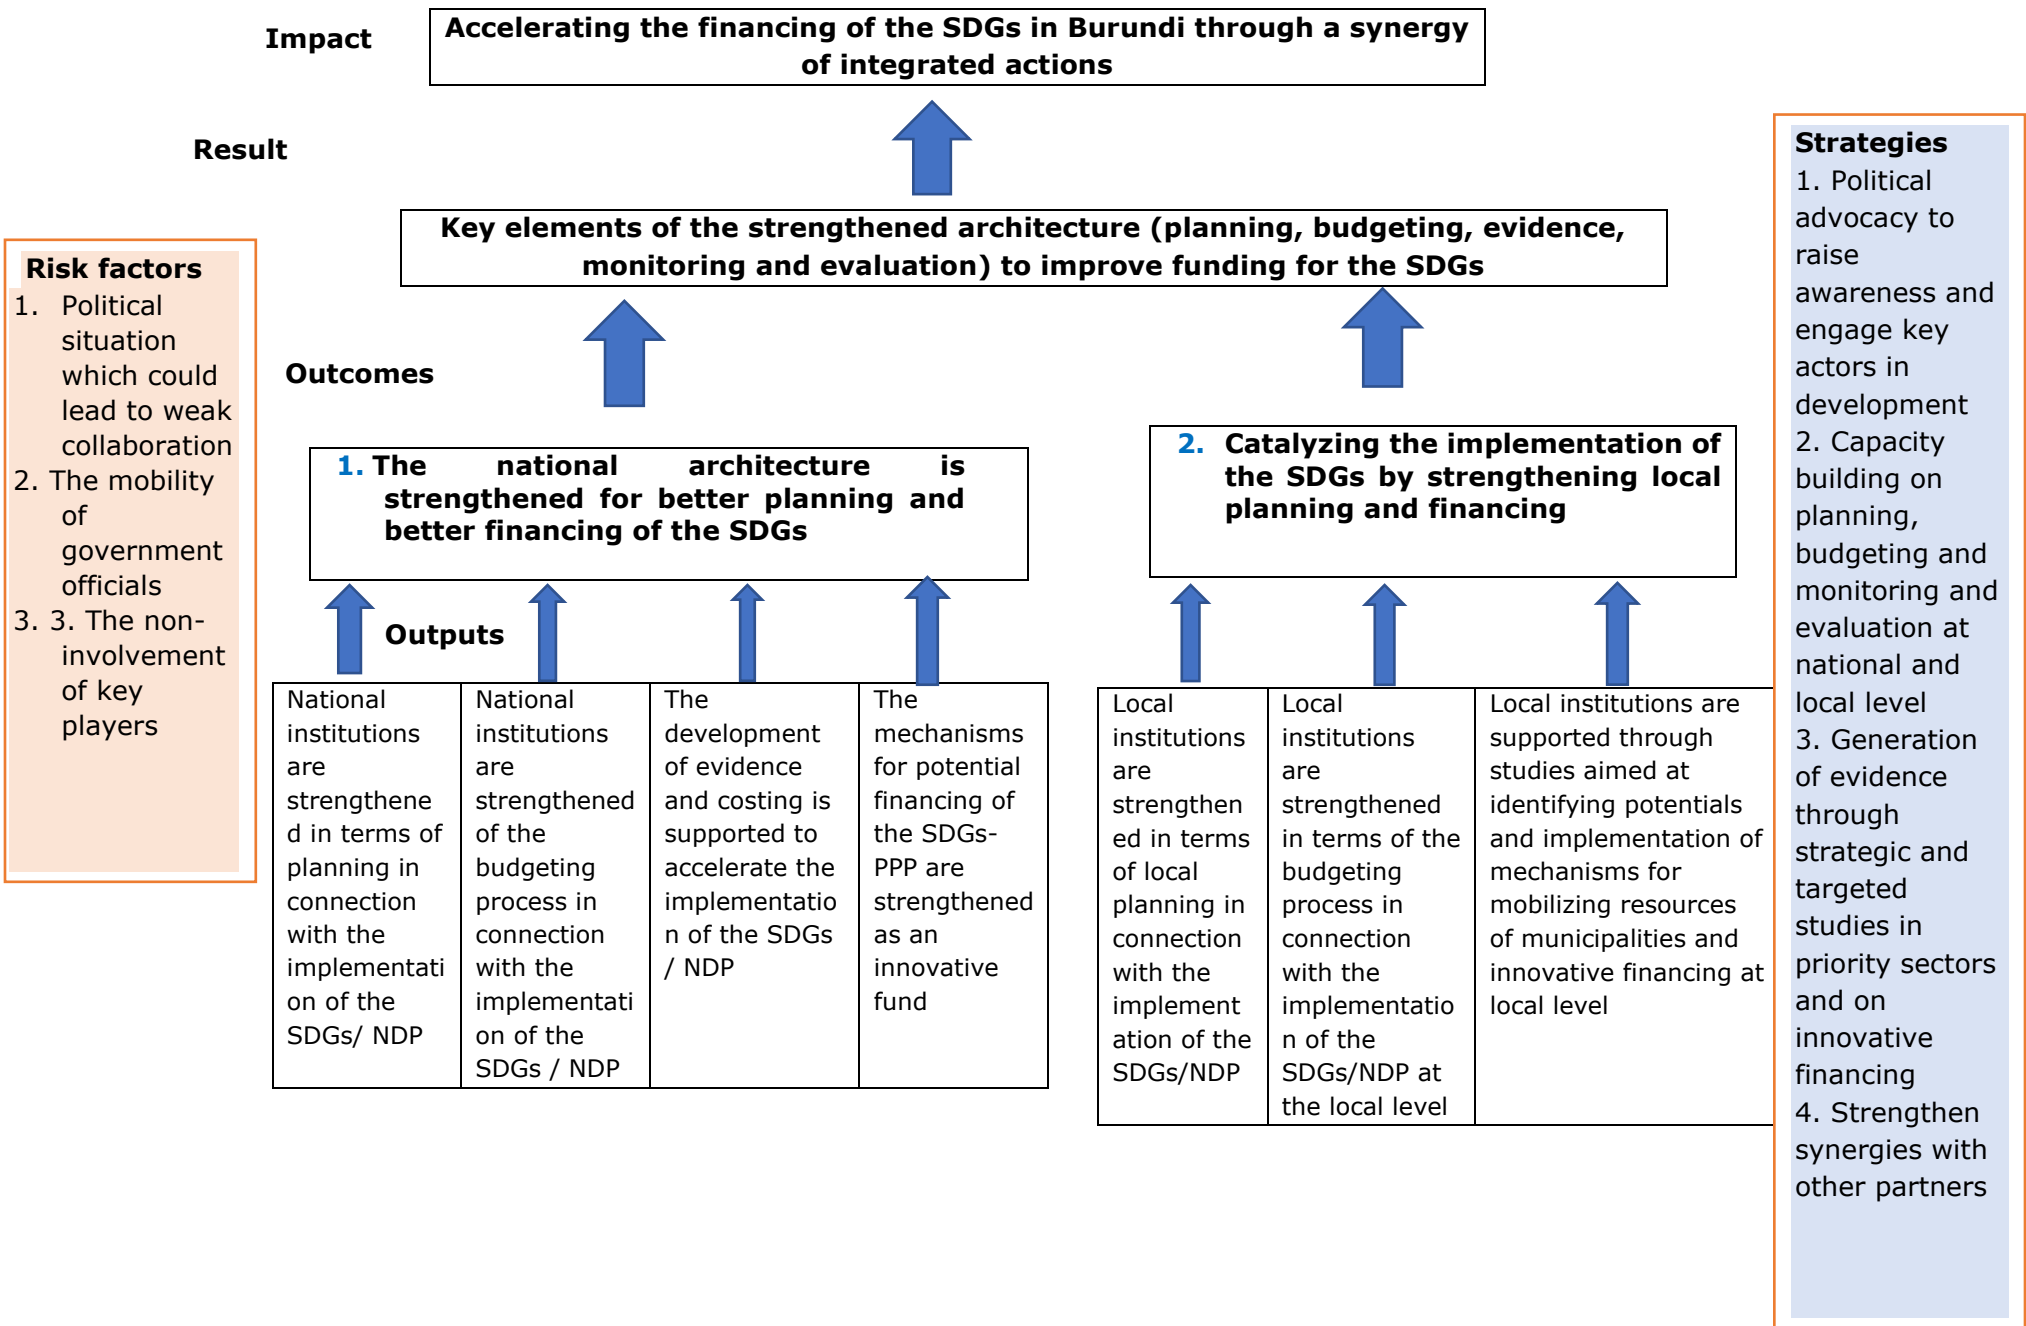 Impact
Accelerating the financing of the SDGs in Burundi through a synergy
of integrated actions
Result
Key elements of the strengthened architecture (planning, budgeting, evidence,
monitoring and evaluation) to improve funding for the SDGs
Risk factors
1. Political
situation
which could
lead to weak
collaboration
2. The mobility
of
government
officials
3. 3. The non-
involvement
of key
players
Outcomes
1. The national architecture is
strengthened for better planning and
better financing of the SDGs
2. Catalyzing the implementation of
the SDGs by strengthening local
planning and financing
Outputs
National
institutions
are
strengthene
d in terms of
planning in
connection
with the
implementati
on of the
SDGs/ NDP
National
institutions
are
strengthened
of the
budgeting
process in
connection
with the
implementati
on of the
SDGs / NDP
The
development
of evidence
and costing is
supported to
accelerate the
implementatio
n of the SDGs
/ NDP
The
mechanisms
for potential
financing of
the SDGs-
PPP are
strengthened
as an
innovative
fund
Local
institutions
are
strengthen
ed in terms
of local
planning in
connection
with the
implement
ation of the
SDGs/NDP
Local
institutions
are
strengthened
in terms of the
budgeting
process in
connection
with the
implementatio
n of the
SDGs/NDP at
the local level
Local institutions are
supported through
studies aimed at
identifying potentials
and implementation of
mechanisms for
mobilizing resources
of municipalities and
innovative financing at
local level
Strategies
1. Political
advocacy to
raise
awareness and
engage key
actors in
development
2. Capacity
building on
planning,
budgeting and
monitoring and
evaluation at
national and
local level
3. Generation
of evidence
through
strategic and
targeted
studies in
priority sectors
and on
innovative
financing
4. Strengthen
synergies with
other partners